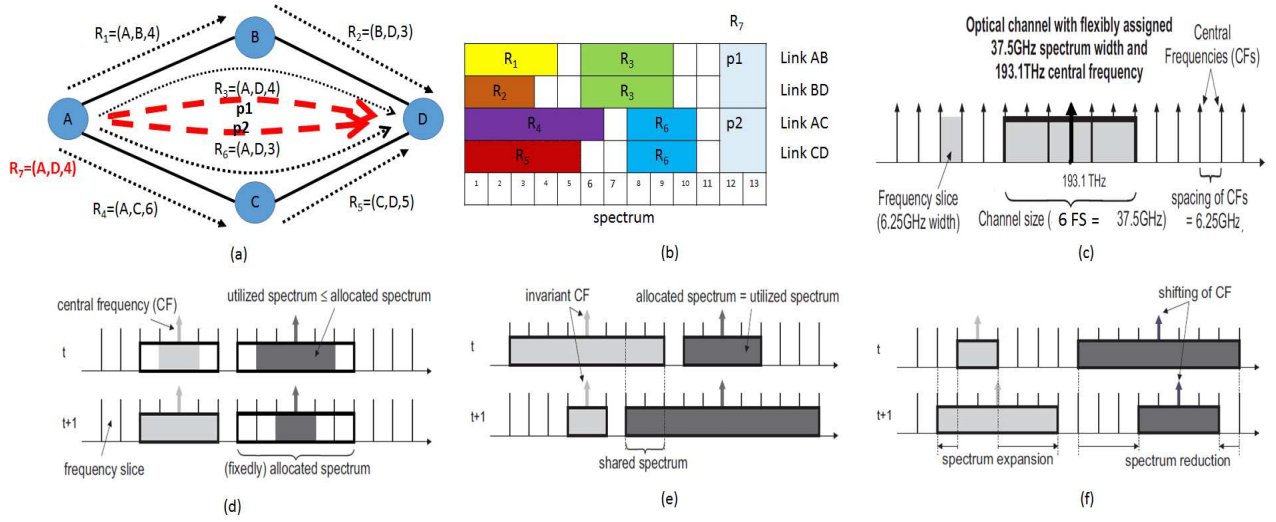 R1=(A,B,4)
B
R2=(B,D,3)
R3=(A,D,4)
p1
A
D
p2
R6=(A,D,3)
R7=(A,D,4)
R4=(A,C,6)
C
R5=(C,D,5)
(a)
R7
R1
R3
p1
Link AB
R2
R3
Link BD
R4
R6
p2
Link AC
R5
R6
Link CD
1 2 3 4 5 6 7 8 9 10 11 12 13
spectrum
(b)
Optical channel with flexibly assigned
37.5GHz spectrum width and
193.1THz central frequency
Central
Frequencies (CFs)
193.1 THz
Frequency slice
(6.25GHz width)
Channel size ( 6 FS = 37.5GHz)
spacing of CFs
= 6.25GHz
(c)
central frequency (CF)
utilized spectrum ≤ allocated spectrum
t
t+1
frequency slice
(fixedly) allocated spectrum
(d)
invariant CF
allocated spectrum = utilized spectrum
t
t+1
shared spectrum
(e)
shifting of CF
t
t+1
spectrum expansion
spectrum reduction
(f)